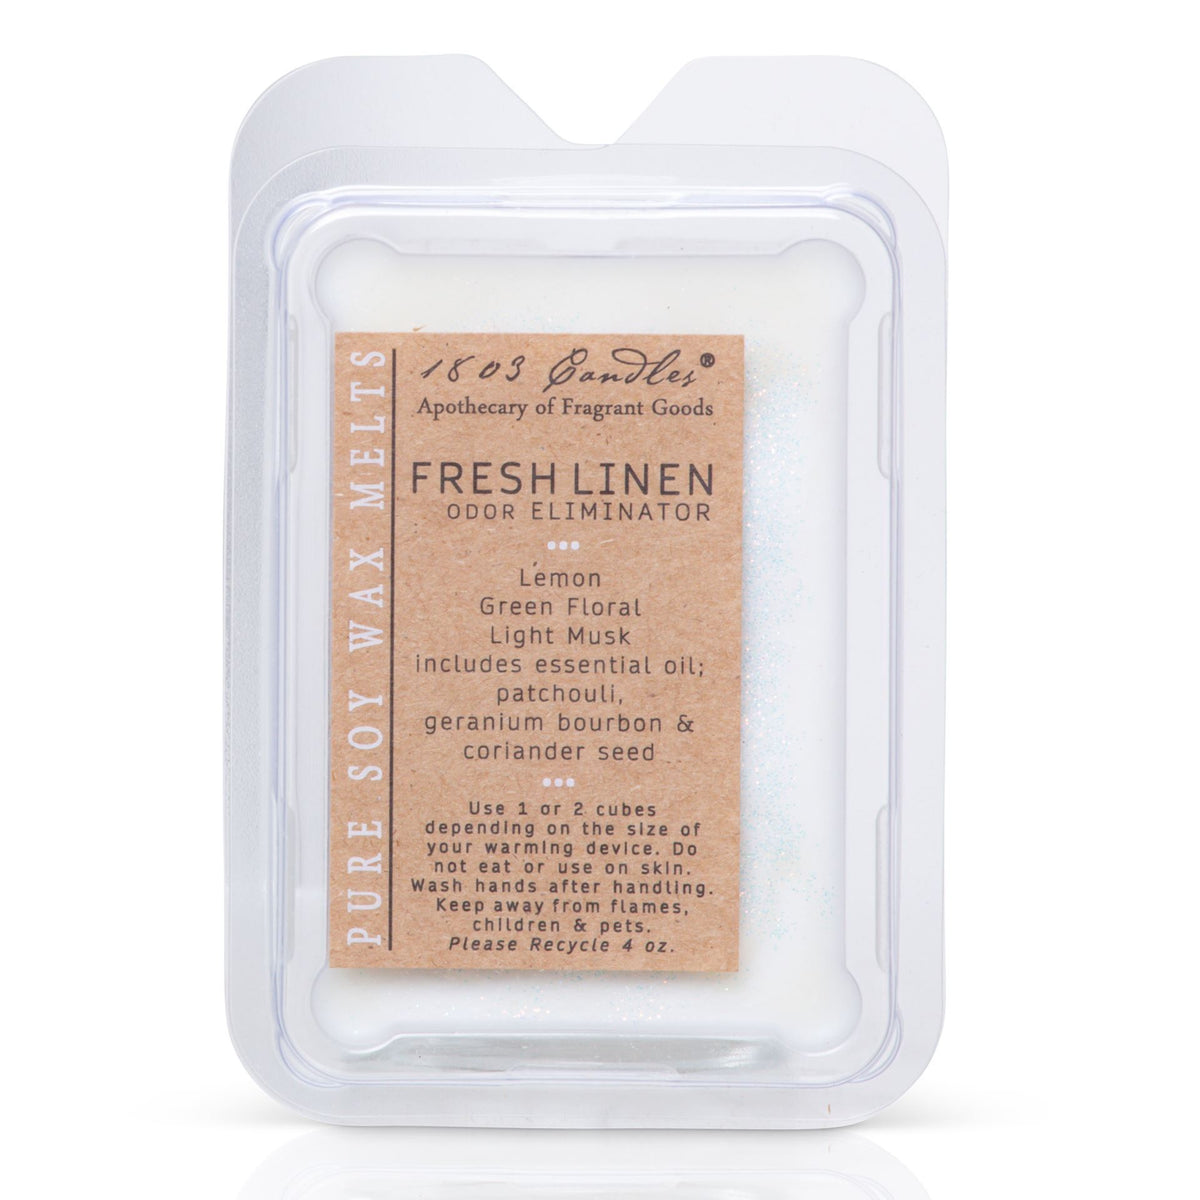 PURE SOY WAX MELTS
1803 Candles®
Apothecary of Fragrant Goods
FRESH LINEN
ODOR ELIMINATOR
Lemon
Green Floral
Light Musk
includes essential oil;
patchouli,
geranium bourbon &
coriander seed
Use 1 or 2 cubes
depending on the size of
your warming device. Do
not eat or use on skin.
Wash hands after handling.
Keep away from flames,
children & pets.
Please Recycle 4 oz.